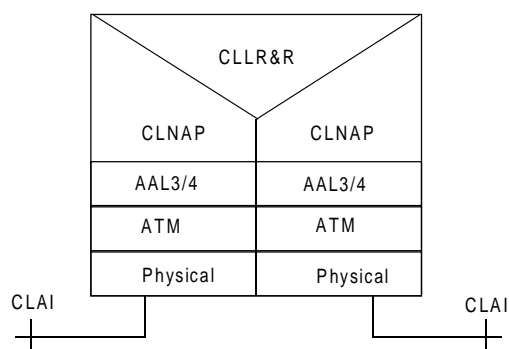 CLLR&R
CLNAP CLNAP
AAL3/4 AAL3/4
ATM ATM
Physical Physical
CLAI CLAI